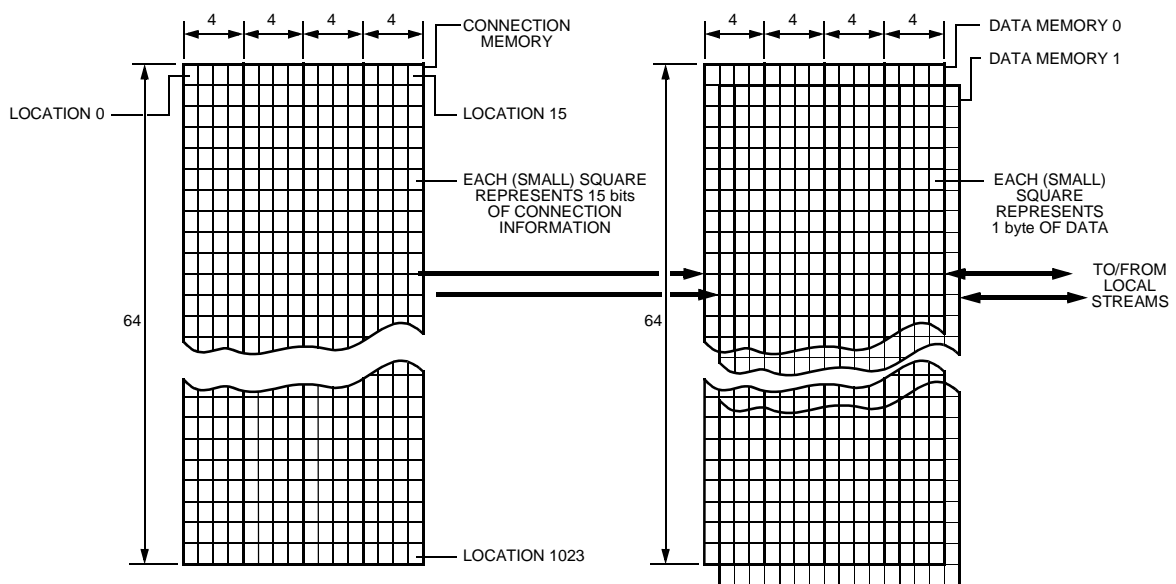 4 4 4 4
CONNECTION
MEMORY
LOCATION 0
LOCATION 15
EACH (SMALL) SQUARE
REPRESENTS 15 bits
OF CONNECTION
INFORMATION
64
LOCATION 1023
4 4 4 4
DATA MEMORY 0
DATA MEMORY 1
EACH (SMALL)
SQUARE
REPRESENTS
1 byte OF DATA
TO/FROM
LOCAL
STREAMS
64